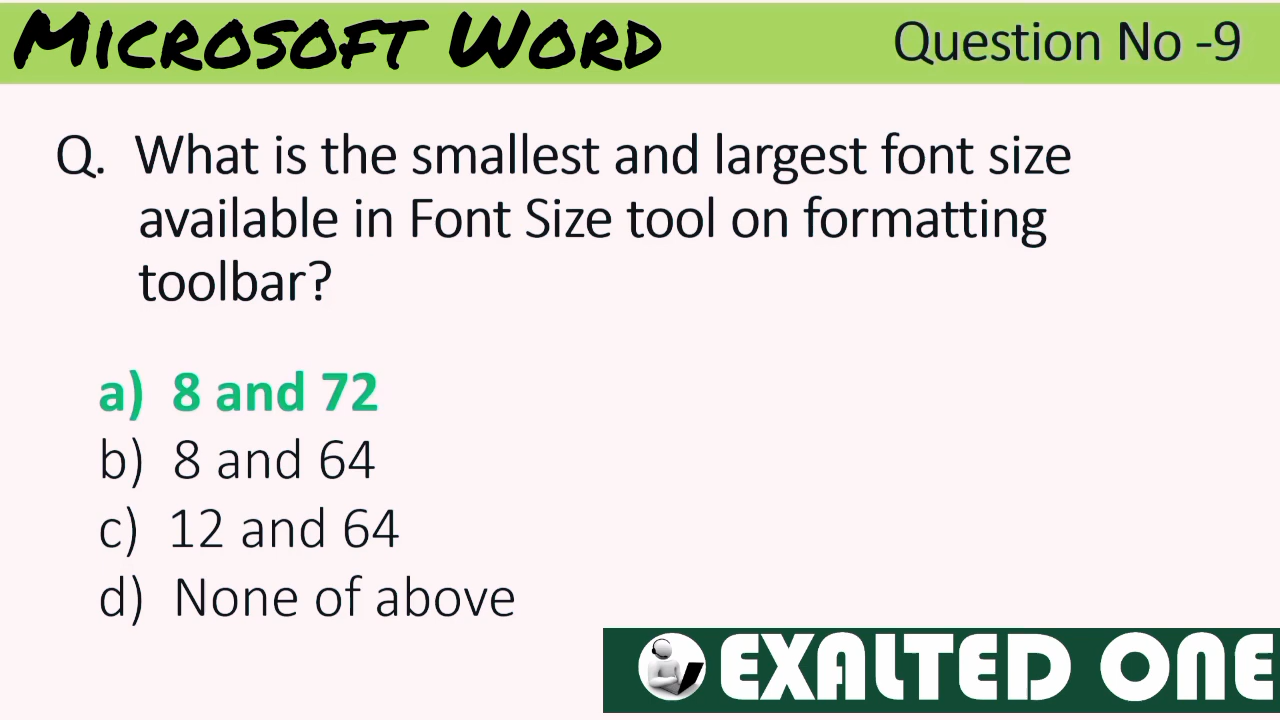 Microsoft Word
Question No -9
Q. What is the smallest and largest font size
available in Font Size tool on formatting
toolbar?
a) 8 and 72
b) 8 and 64
c) 12 and 64
d) None of above
EXALTED ONE